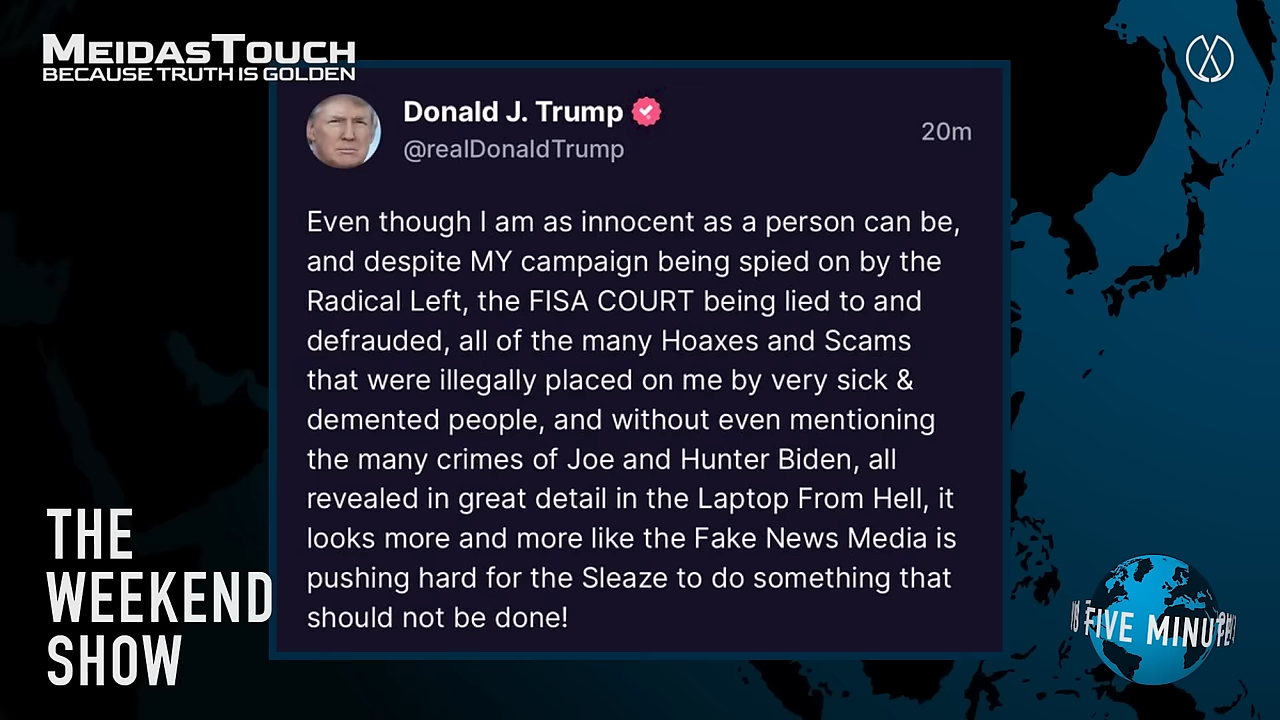 MEIDASTOUCH
BECAUSE TRUTH IS GOLDEN
Donald J. Trump
@realDonaldTrump
20m
Even though I am as innocent as a person can be,
and despite MY campaign being spied on by the
Radical Left, the FISA COURT being lied to and
defrauded, all of the many Hoaxes and Scams
that were illegally placed on me by very sick &
demented people, and without even mentioning
the many crimes of Joe and Hunter Biden, all
revealed in great detail in the Laptop From Hell, it
looks more and more like the Fake News Media is
pushing hard for the Sleaze to do something that
should not be done!
THE
WEEKEND
SHOW
FIVE